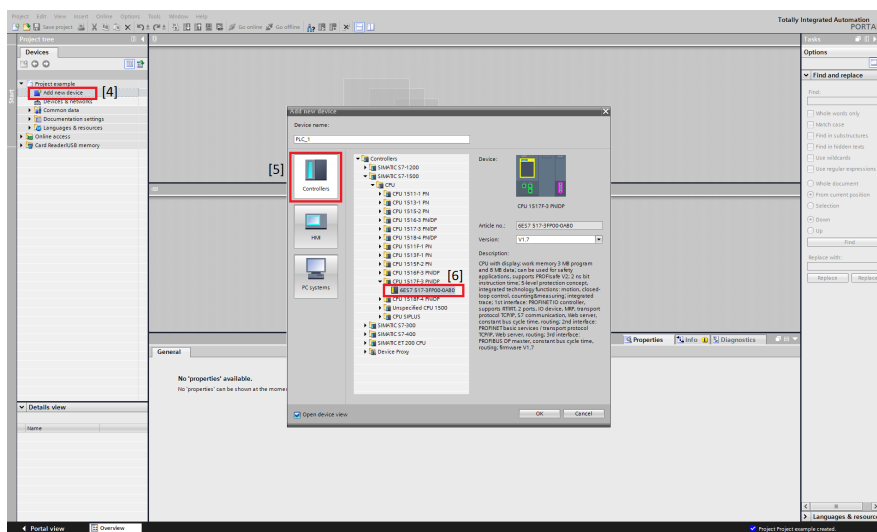 Project Edit View Insert Online Options Tools Window Help
Totally Integrated Automation
PORTAL
Save project
Go online
Go offline
Project tree
Devices
Project example
Add new device
[4]
Devices & networks
Common data
Documentation settings
Languages & resources
Online access
Card Reader/USB memory
Start
Add new device
Device name:
PLC_1
[5]
Controllers
HMI
PC systems
Controllers
SIMATIC S7-1200
SIMATIC S7-1500
CPU
CPU 1511-1 PN
CPU 1513-1 PN
CPU 1515-2 PN
CPU 1516-3 PN/DP
CPU 1517-3 PN/DP
CPU 1518-4 PN/DP
CPU 1511F-1 PN
CPU 1513F-1 PN
CPU 1515F-2 PN
CPU 1516F-3 PN/DP
[6]
CPU 1517F-3 PN/DP
6ES7 517-3FP00-0AB0
CPU 1518F-4 PN/DP
Unspecified CPU 1500
CPU SIPLUS
SIMATIC S7-300
SIMATIC S7-400
SIMATIC ET 200 CPU
Device Proxy
Device:
CPU 1517F-3 PN/DP
Article no.: 6ES7 517-3FP00-0AB0
Version: V1.7
Description:
CPU with display; work memory 3 MB program
and 8 MB data; can be used for safety
applications, supports PROFIsafe V2; 2 ns bit
instruction time; 5-level protection concept,
integrated technology functions: motion, closed-
loop control, counting&measuring; integrated
trace; 1st interface: PROFINET IO controller,
supports RT/IRT, 2 ports, IO device, MRP, transport
protocol TCP/IP, S7 communication, Web server,
constant bus cycle time, routing; 2nd interface:
PROFINET basic services / transport protocol
TCP/IP, Web server, routing; 3rd interface:
PROFIBUS DP master, constant bus cycle time,
routing; firmware V1.7
Open device view
OK
Cancel
Tasks
Options
Find and replace
Find:
Whole words only
Match case
Find in substructures
Find in hidden texts
Use wildcards
Use regular expressions
Whole document
From current position
Selection
Down
Up
Find
Replace with:
Replace
Replace
Languages & resources
Properties
Info
Diagnostics
General
No 'properties' available.
No 'properties' can be shown at the mome
Details view
Name
Portal view
Overview
Project Project example created.